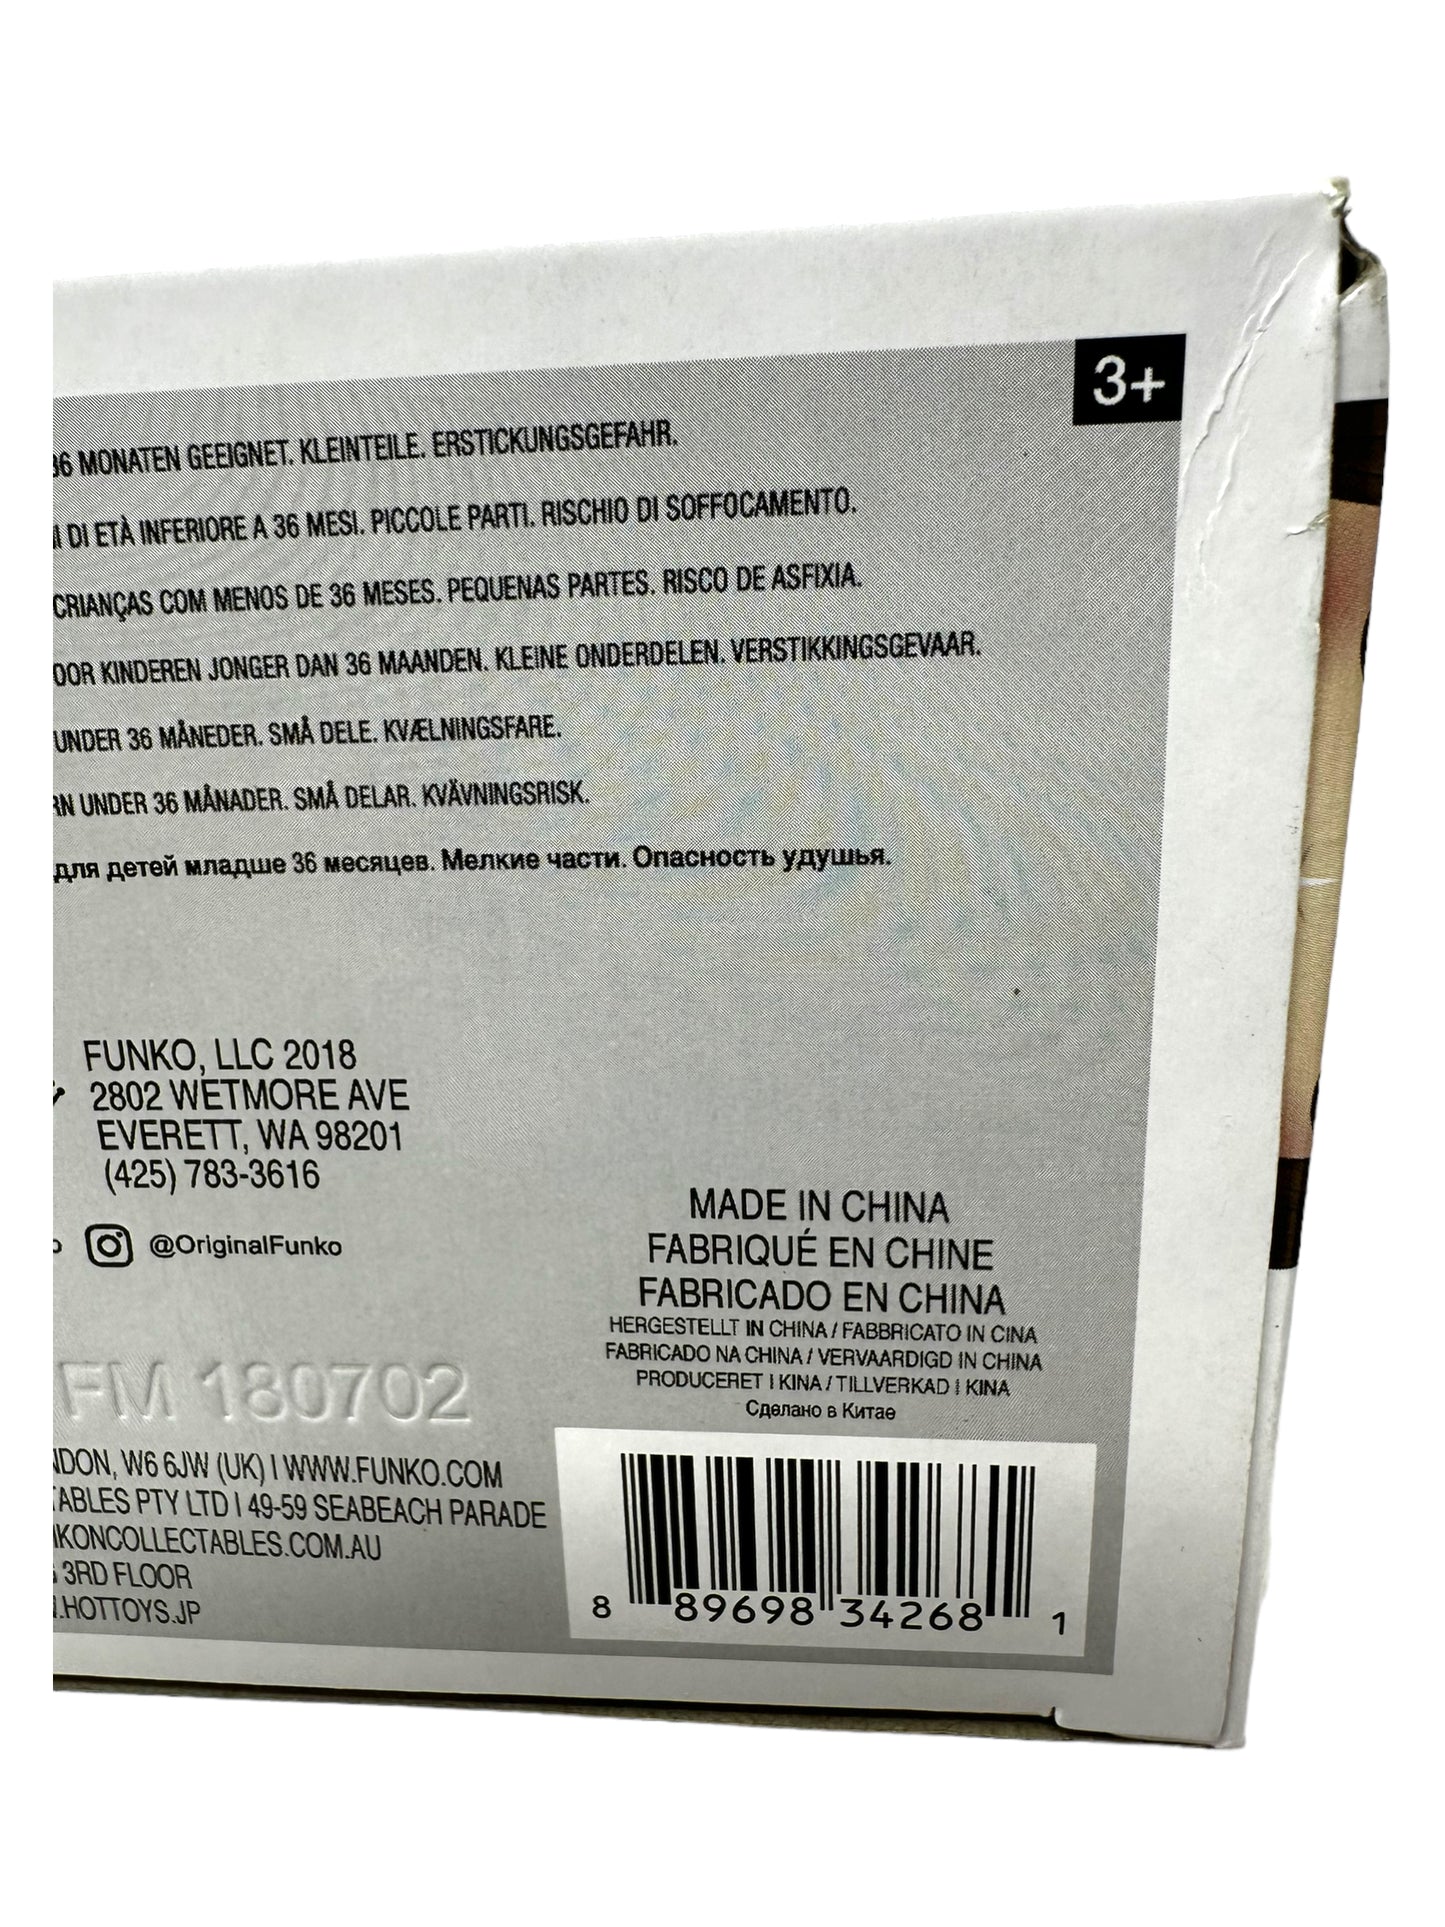 3+
36 MONATEN GEEIGNET. KLEINTEILE. ERSTICKUNGSGEFAHR.
DI ETÀ INFERIORE A 36 MESI. PICCOLE PARTI. RISCHIO DI SOFFOCAMENTO.
CRIANÇAS COM MENOS DE 36 MESES. PEQUENAS PARTES. RISCO DE ASFIXIA.
OOR KINDEREN JONGER DAN 36 MAANDEN. KLEINE ONDERDELEN. VERSTIKKINGSGEVAAR.
UNDER 36 MÅNEDER. SMÅ DELE. KVÆLNINGSFARE.
RN UNDER 36 MÅNADER. SMÅ DELAR. KVÄVNINGSRISK.
для детей младше 36 месяцев. Мелкие части. Опасность удушья.
FUNKO, LLC 2018
2802 WETMORE AVE
EVERETT, WA 98201
(425) 783-3616
@OriginalFunko
MADE IN CHINA
FABRIQUÉ EN CHINE
FABRICADO EN CHINA
HERGESTELLT IN CHINA / FABBRICATO IN CINA
FABRICADO NA CHINA / VERVAARDIGD IN CHINA
PRODUCERET I KINA / TILLVERKAD I KINA
Сделано в Китае
FM 180702
NDON, W6 6JW (UK) I WWW.FUNKO.COM
TABLES PTY LTD I 49-59 SEABEACH PARADE
KONCOLLECTABLES.COM.AU
3RD FLOOR
.HOTTOYS.JP
8 89698 34268 1